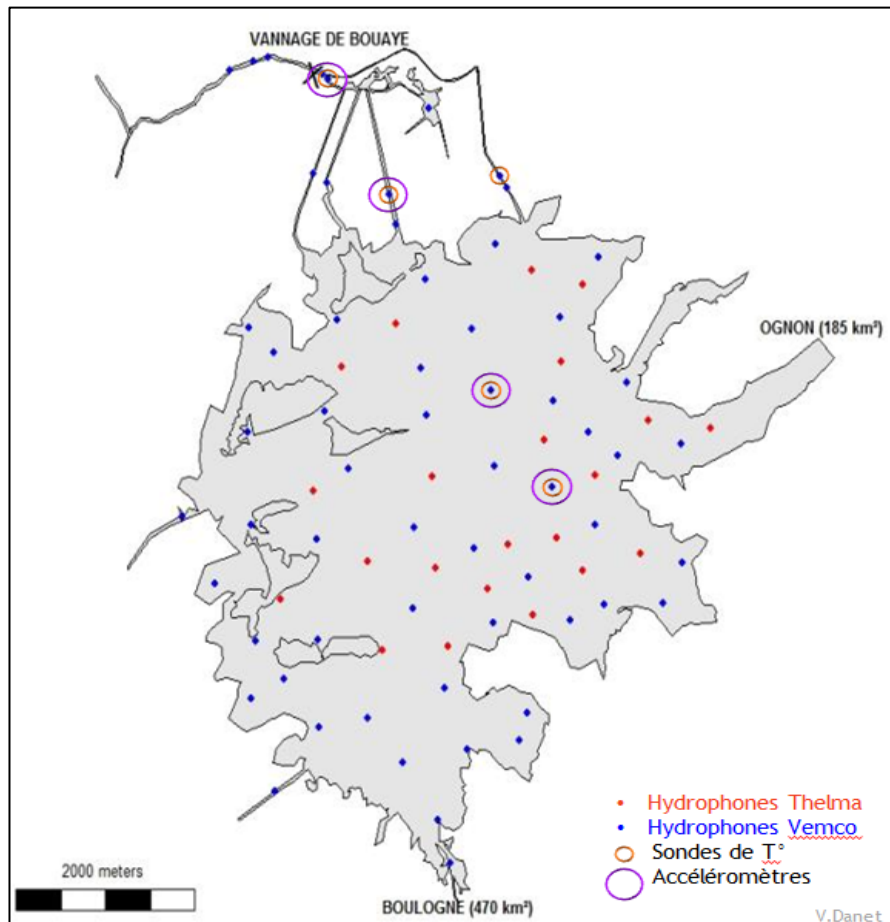 VANNAGE DE BOUAYE
OGNON (185 km²)
Hydrophones Thelma
Hydrophones Vemco
Sondes de T°
Accéléromètres
2000 meters
BOULOGNE (470 km²)
V.Danet